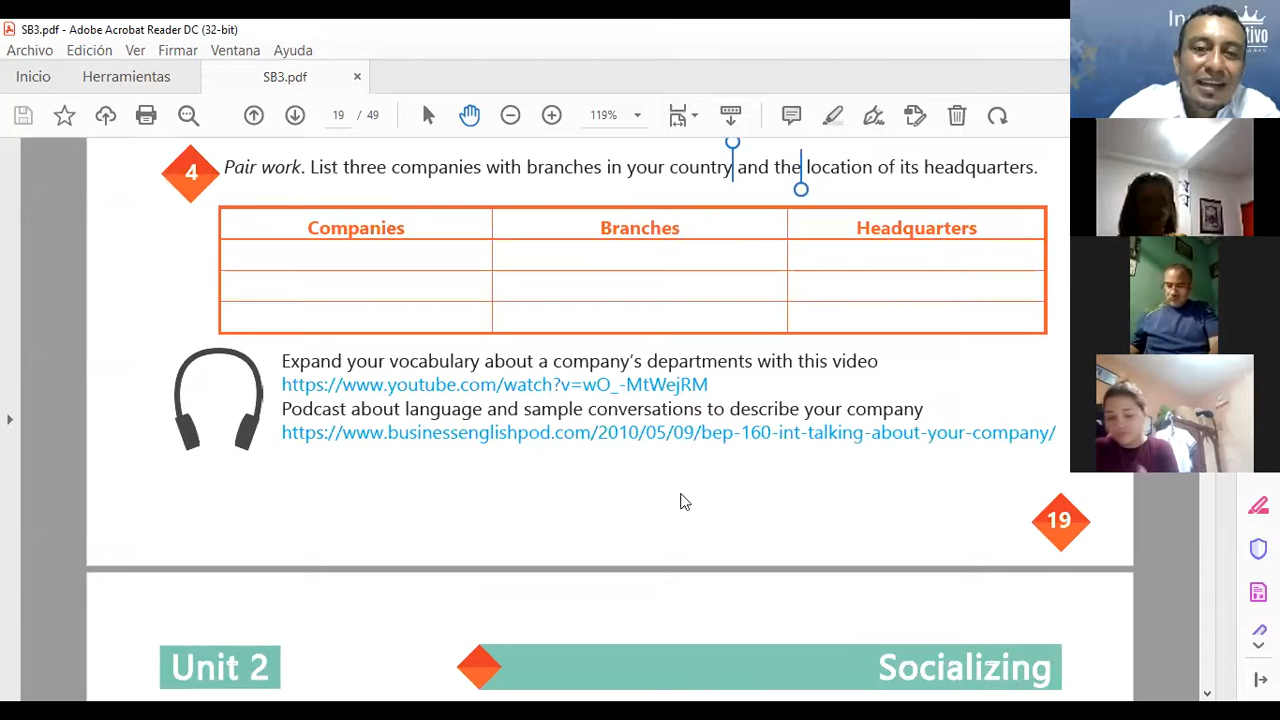 SB3.pdf - Adobe Acrobat Reader DC (32-bit)
Archivo Edición Ver Firmar Ventana Ayuda
Inicio Herramientas SB3.pdf ×
19 / 49 119%
4 Pair work. List three companies with branches in your country and the location of its headquarters.
Companies Branches Headquarters
Expand your vocabulary about a company's departments with this video
https://www.youtube.com/watch?v=wO_-MtWejRM
Podcast about language and sample conversations to describe your company
https://www.businessenglishpod.com/2010/05/09/bep-160-int-talking-about-your-company/
19
Unit 2 Socializing